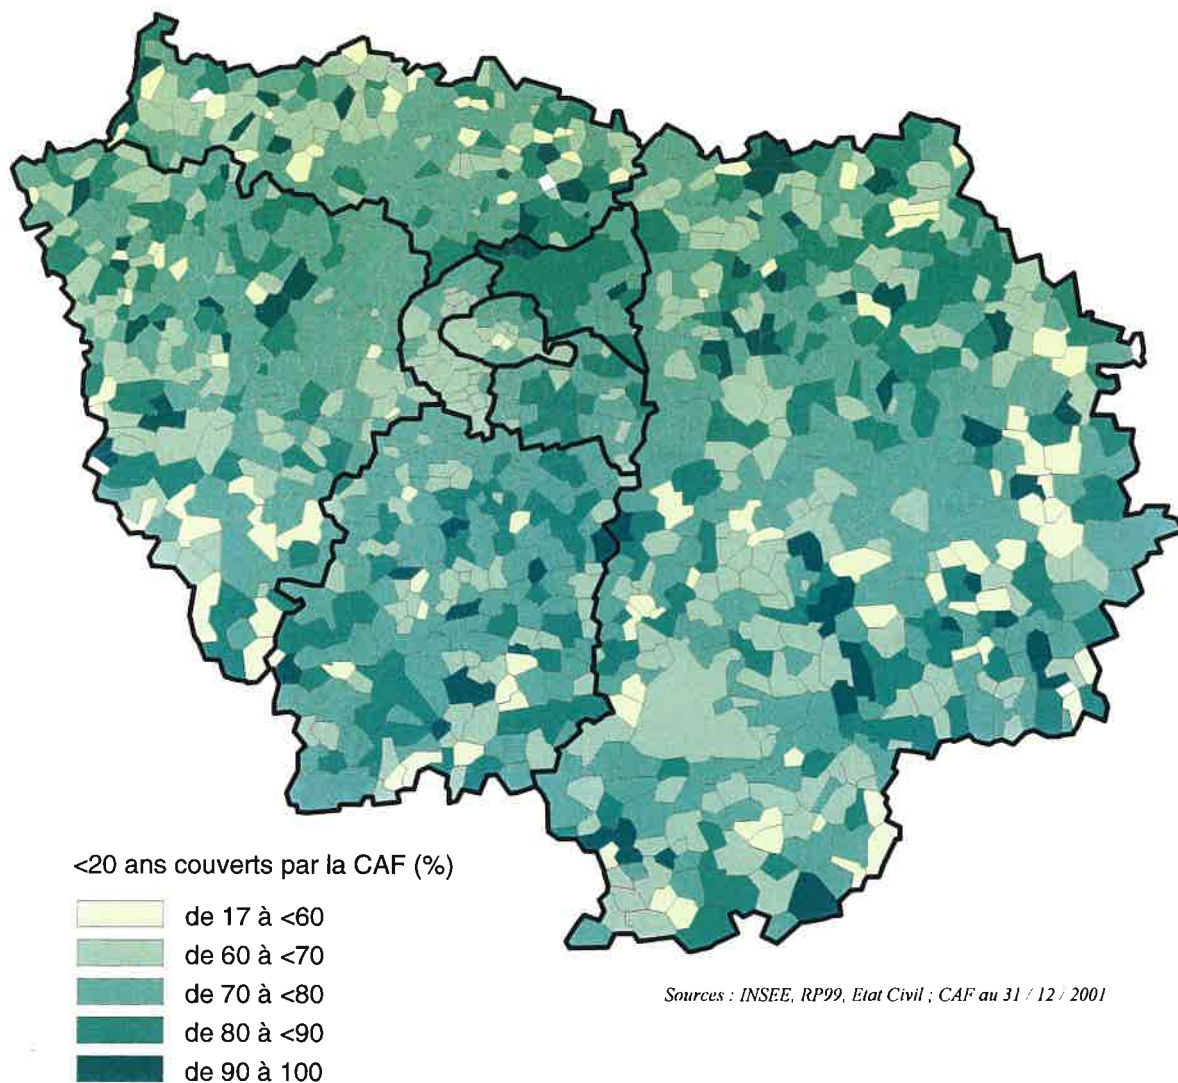 <20 ans couverts par la CAF (%)
de 17 à <60
de 60 à <70
de 70 à <80
de 80 à <90
de 90 à 100
Sources : INSEE, RP99, Etat Civil ; CAF au 31 / 12 / 2001